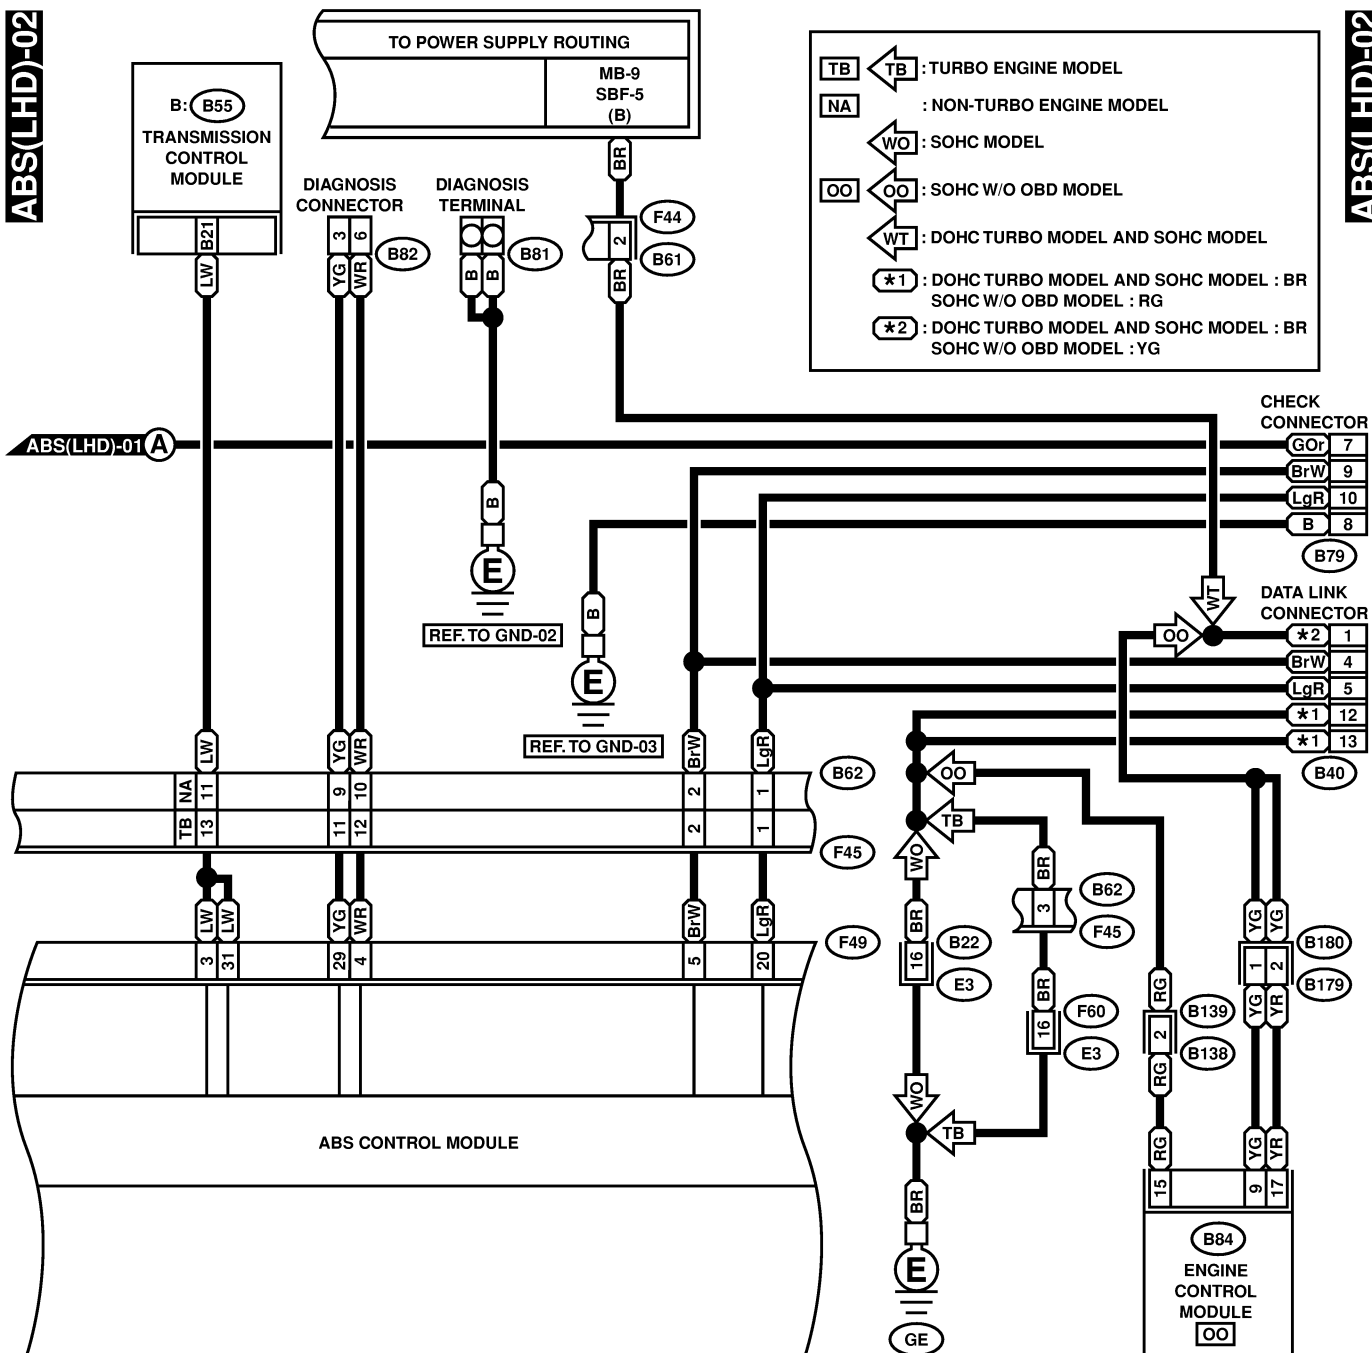 ABS(LHD)-02
ABS(LHD)-02
TO POWER SUPPLY ROUTING
MB-9
SBF-5
(B)
B: B55
TRANSMISSION
CONTROL
MODULE
B21
LW
DIAGNOSIS
CONNECTOR
3 6
B82
YG WR
DIAGNOSIS
TERMINAL
B81
B B
BR
F44
2
B61
BR
TB TB : TURBO ENGINE MODEL
NA : NON-TURBO ENGINE MODEL
WO : SOHC MODEL
OO OO : SOHC W/O OBD MODEL
WT : DOHC TURBO MODEL AND SOHC MODEL
*1 : DOHC TURBO MODEL AND SOHC MODEL : BR
SOHC W/O OBD MODEL : RG
*2 : DOHC TURBO MODEL AND SOHC MODEL : BR
SOHC W/O OBD MODEL : YG
CHECK
CONNECTOR
ABS(LHD)-01 A
GOr 7
BrW 9
LgR 10
B 8
B79
B
E
REF. TO GND-02
B
E
REF. TO GND-03
WT
OO
DATA LINK
CONNECTOR
*2 1
BrW 4
LgR 5
*1 12
*1 13
B40
LW YG WR BrW LgR
NA 11 9 10 2 1
B62
TB 13 11 12 2 1
F45
LW LW YG WR BrW LgR
F49
3 31 29 4 5 20
ABS CONTROL MODULE
OO
TB
WO
BR
16
B22
E3
WO
BR
3
B62
F45
BR
16
F60
E3
TB
BR
E
GE
RG
2
B139
B138
RG
RG
YG YG
1 2
B180
B179
YG YR
YG YR
15 9 17
B84
ENGINE
CONTROL
MODULE
OO